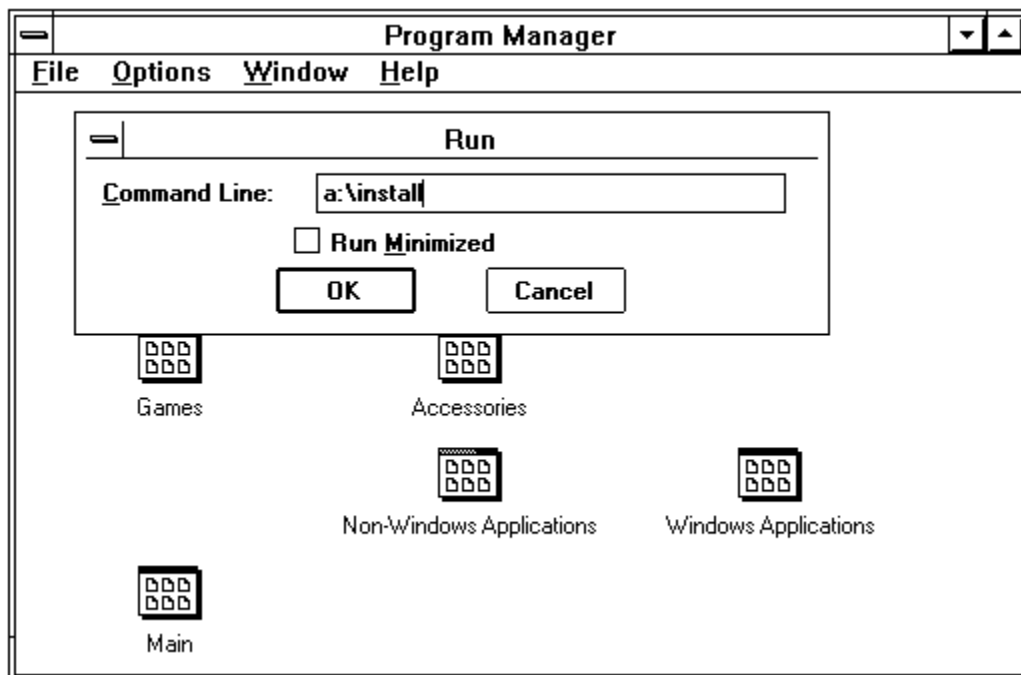 Program Manager
File Options Window Help
Run
Command Line: a:\install
Run Minimized
OK Cancel
Games Accessories
Non-Windows Applications Windows Applications
Main